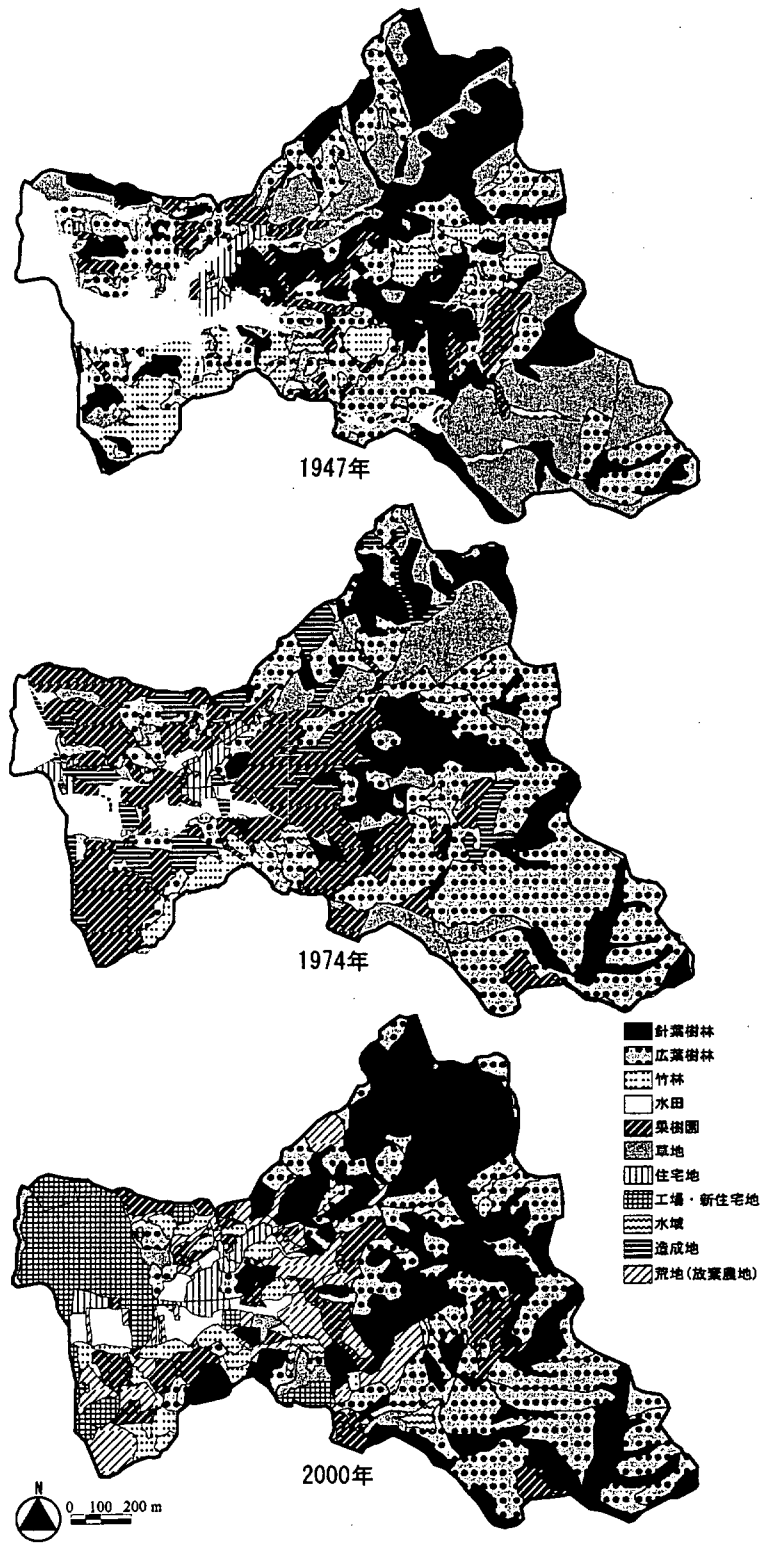 1947年
1974年
針葉樹林
広葉樹林
竹林
水田
果樹園
草地
住宅地
工場・新住宅地
水域
造成地
荒地(放棄農地)
2000年
N
0 100 200 m